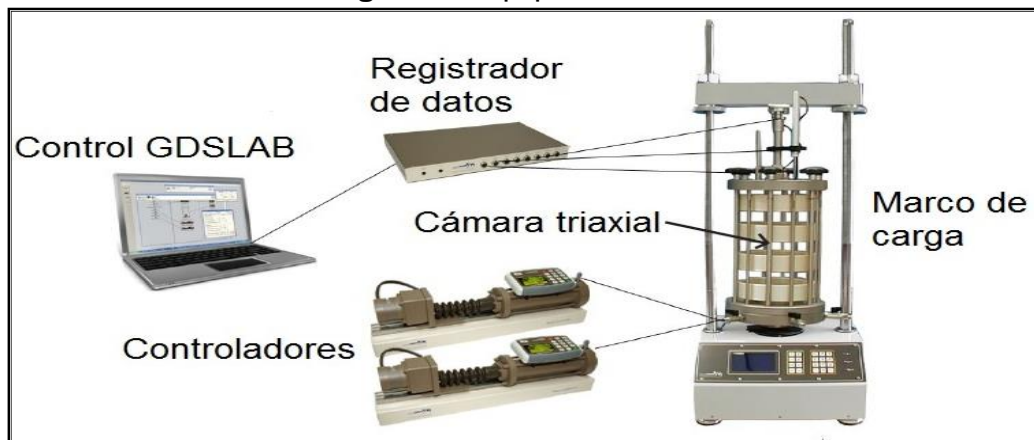 Registrador
de datos
Control GDSLAB
Cámara triaxial
Marco de
carga
Controladores